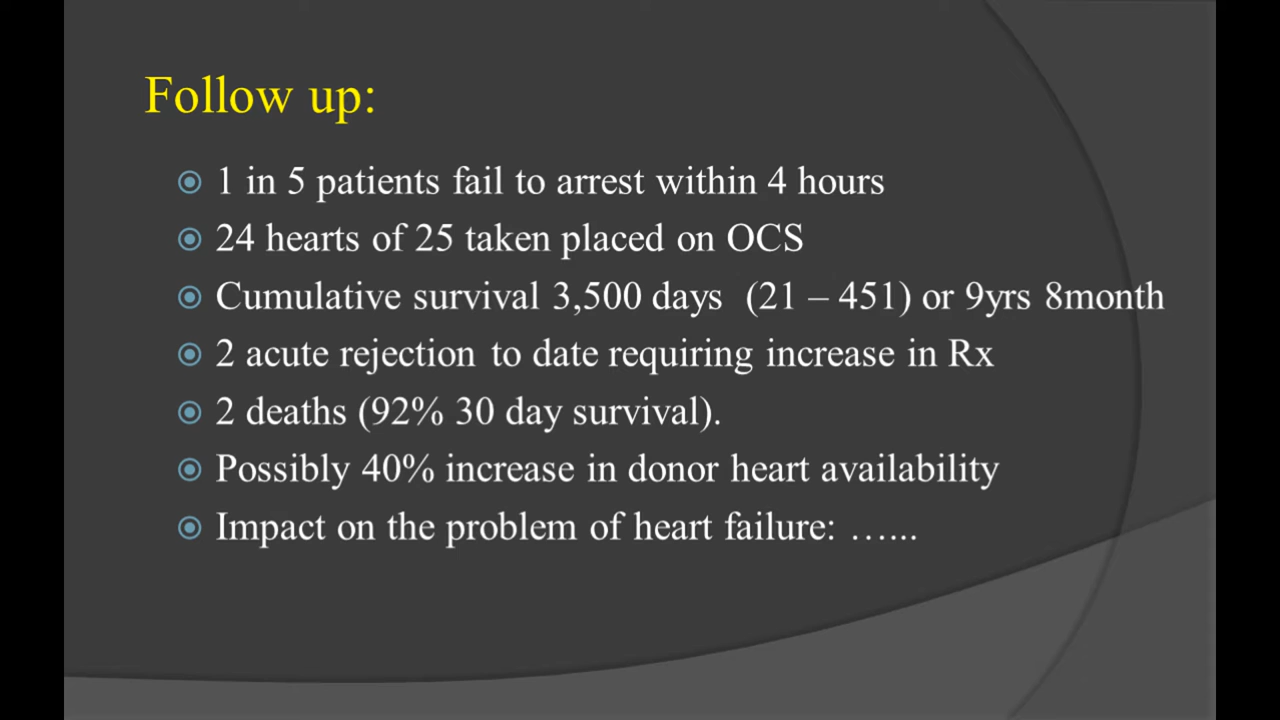 Follow up:
1 in 5 patients fail to arrest within 4 hours
24 hearts of 25 taken placed on OCS
Cumulative survival 3,500 days (21 – 451) or 9yrs 8month
2 acute rejection to date requiring increase in Rx
2 deaths (92% 30 day survival).
Possibly 40% increase in donor heart availability
Impact on the problem of heart failure: …...